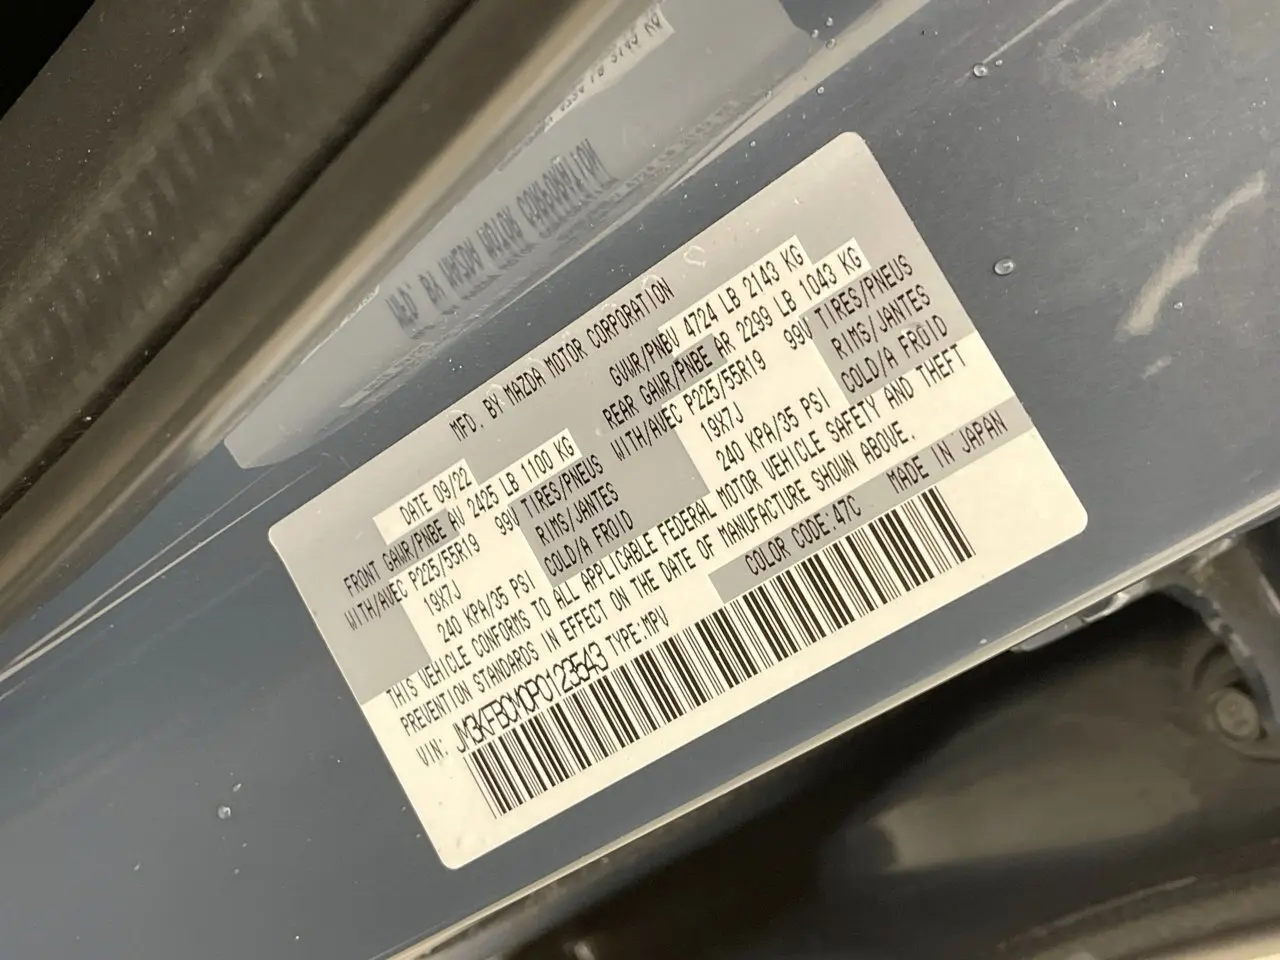 MFD. BY MAZDA MOTOR CORPORATION
DATE 09/22
GVWR/PNBV 4724 LB 2143 KG
FRONT GAWR/PNBE AV 2425 LB 1100 KG
REAR GAWR/PNBE AR 2299 LB 1043 KG
WITH/AVEC P225/55R19 99V TIRES/PNEUS
WITH/AVEC P225/55R19 99V TIRES/PNEUS
19X7J RIMS/JANTES
19X7J RIMS/JANTES
240 KPA/35 PSI COLD/A FROID
240 KPA/35 PSI COLD/A FROID
THIS VEHICLE CONFORMS TO ALL APPLICABLE FEDERAL MOTOR VEHICLE SAFETY AND THEFT
PREVENTION STANDARDS IN EFFECT ON THE DATE OF MANUFACTURE SHOWN ABOVE.
VIN: JM3KFBCM0P0123543 TYPE:MPV
COLOR CODE:47C MADE IN JAPAN